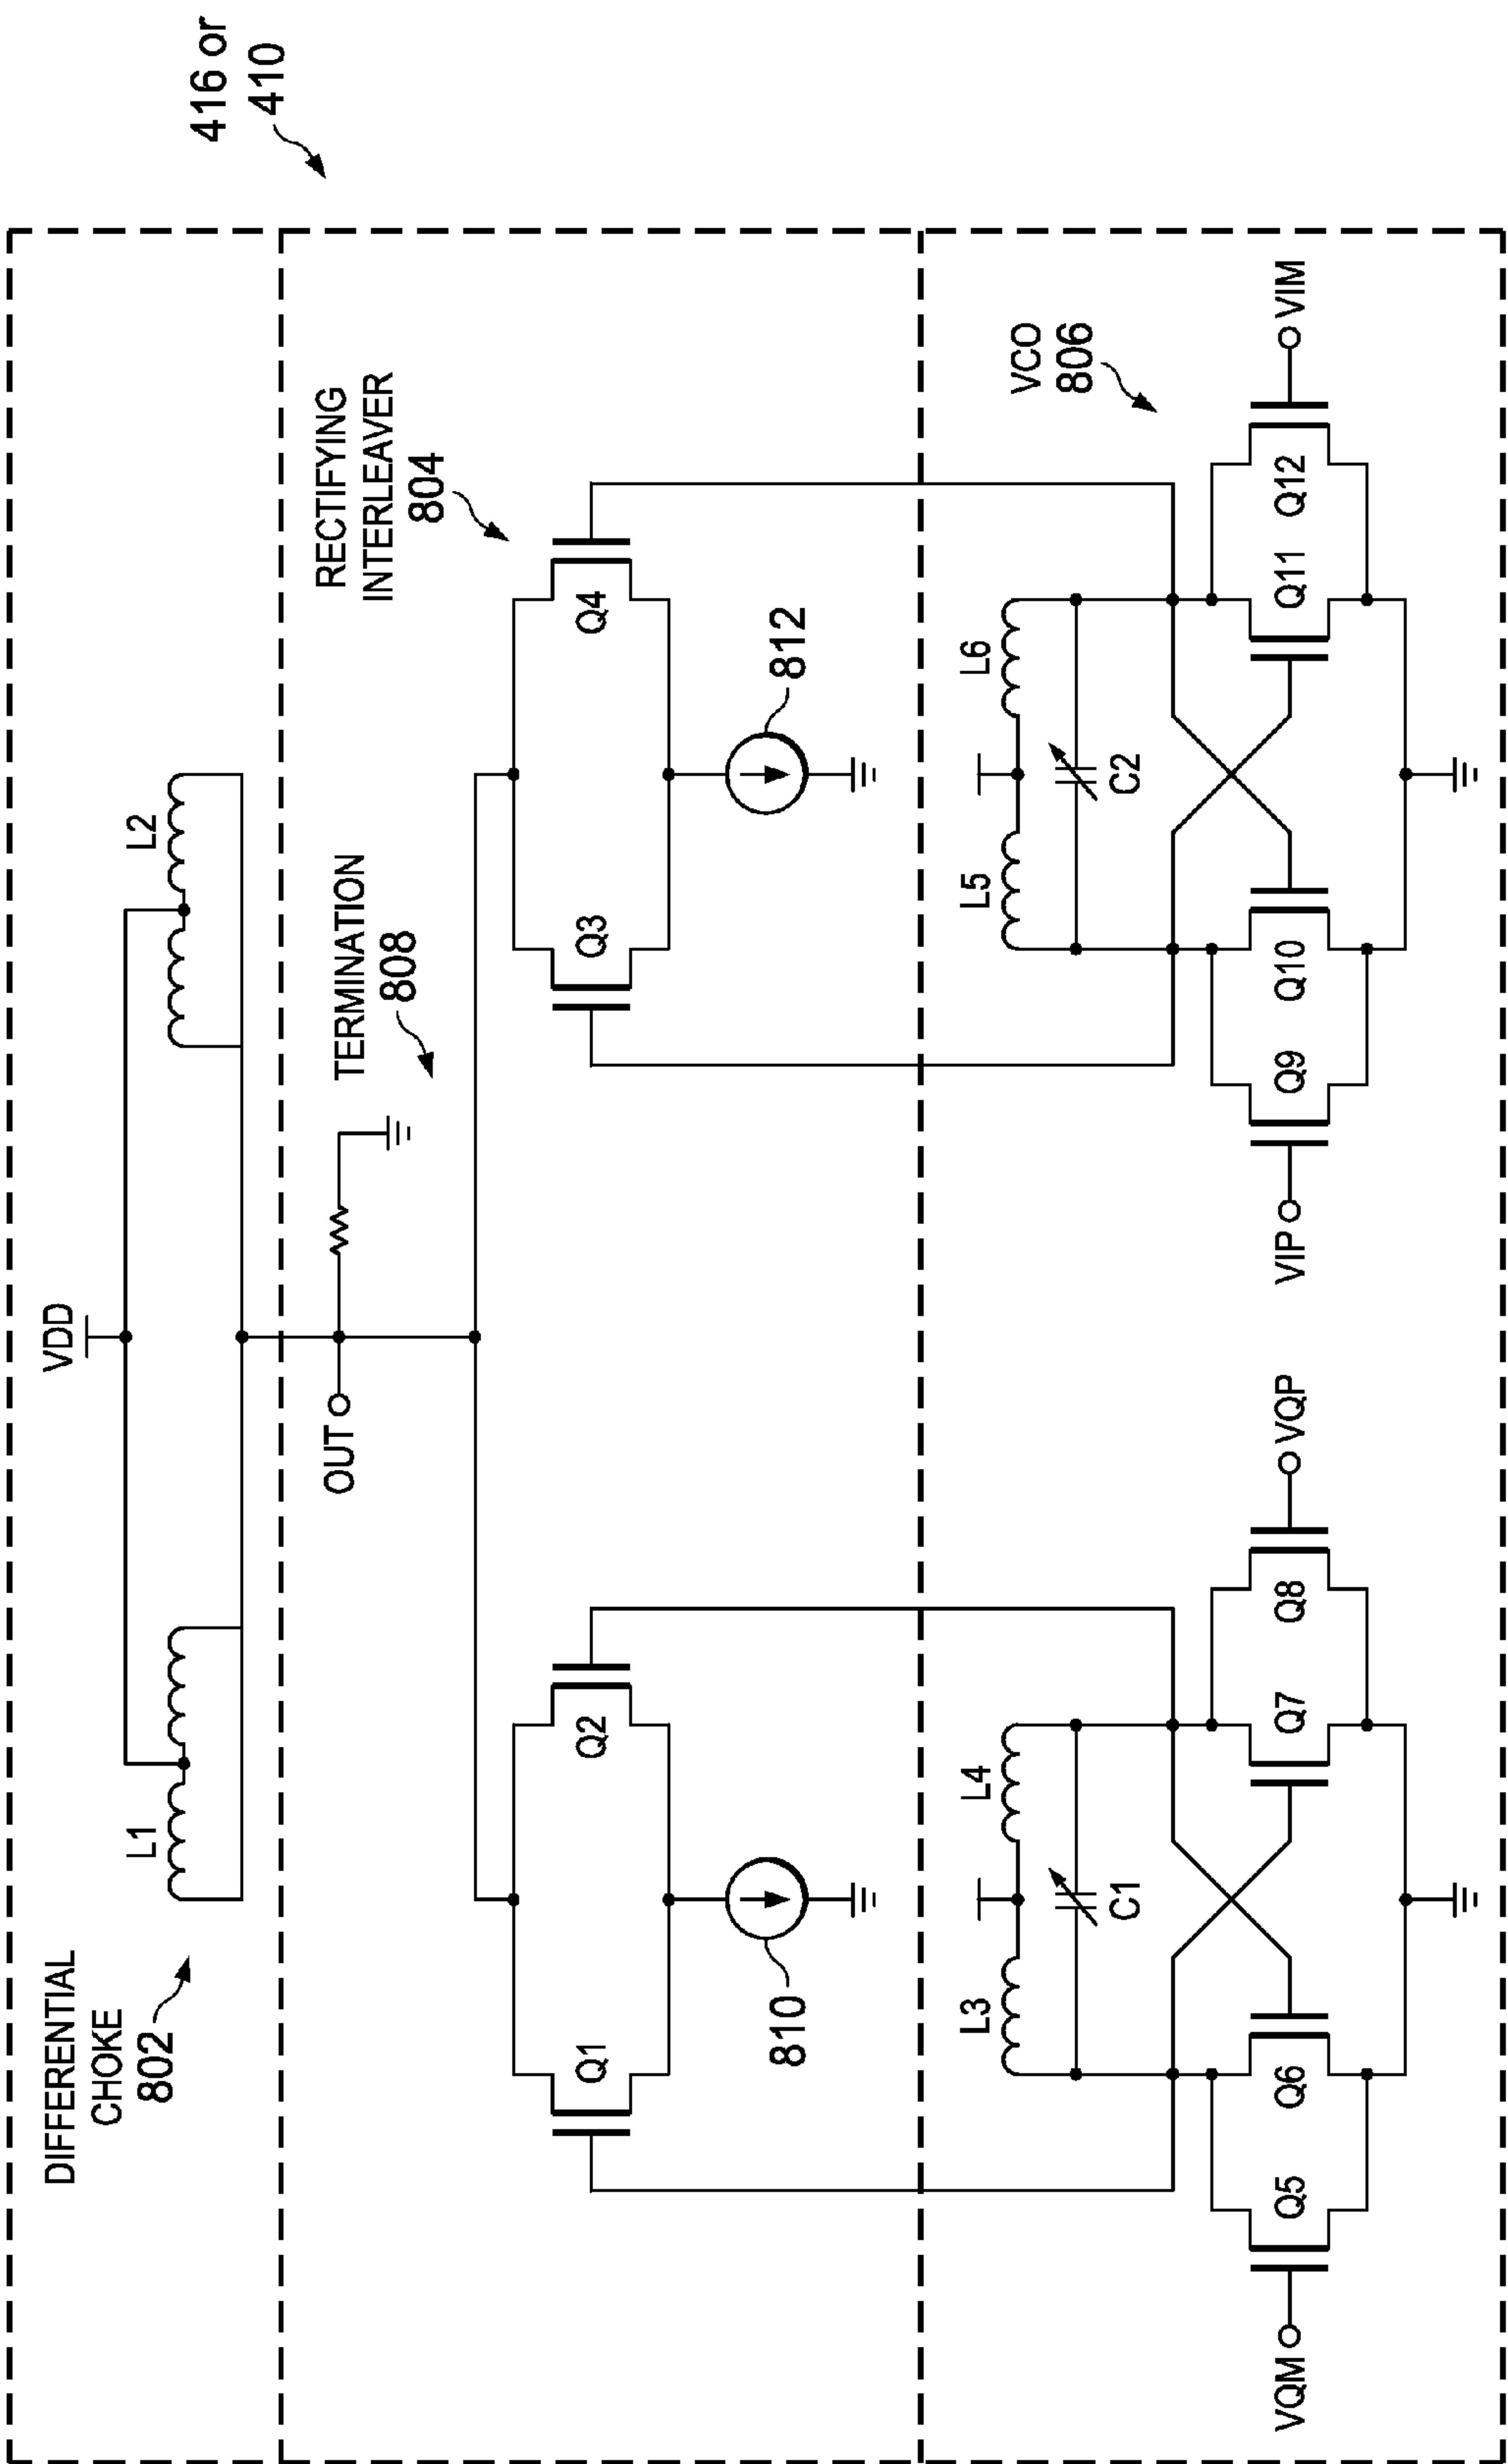 416 or
410
DIFFERENTIAL
CHOKE
802
L1
VDD
L2
OUT
TERMINATION
808
RECTIFYING
INTERLEAVER
804
Q1
Q2
Q3
Q4
810
812
VCO
806
L3
L4
L5
L6
C1
C2
VQM
Q5
Q6
Q7
Q8
VQP
VIP
Q9
Q10
Q11
Q12
VIM